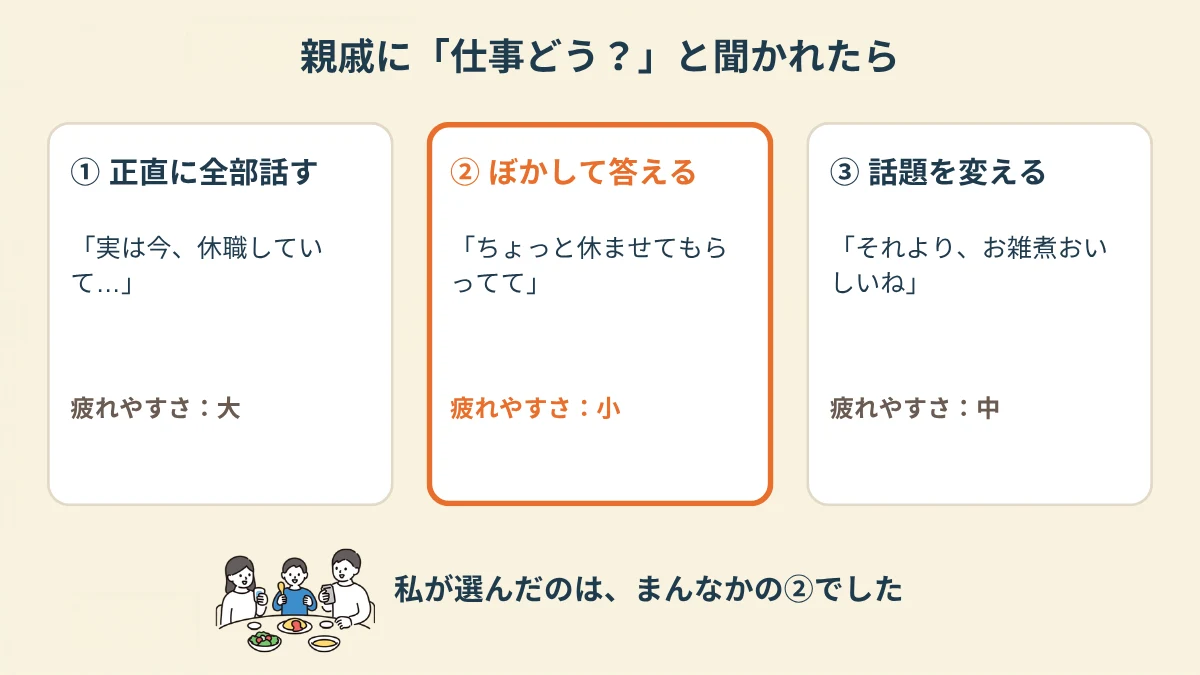 親戚に「仕事どう？」と聞かれたら
① 正直に全部話す
「実は今、休職してい
て…」
疲れやすさ：大
② ぼかして答える
「ちょっと休ませてもら
ってて」
疲れやすさ：小
③ 話題を変える
「それより、お雑煮おい
しいね」
疲れやすさ：中
私が選んだのは、まんなかの②でした